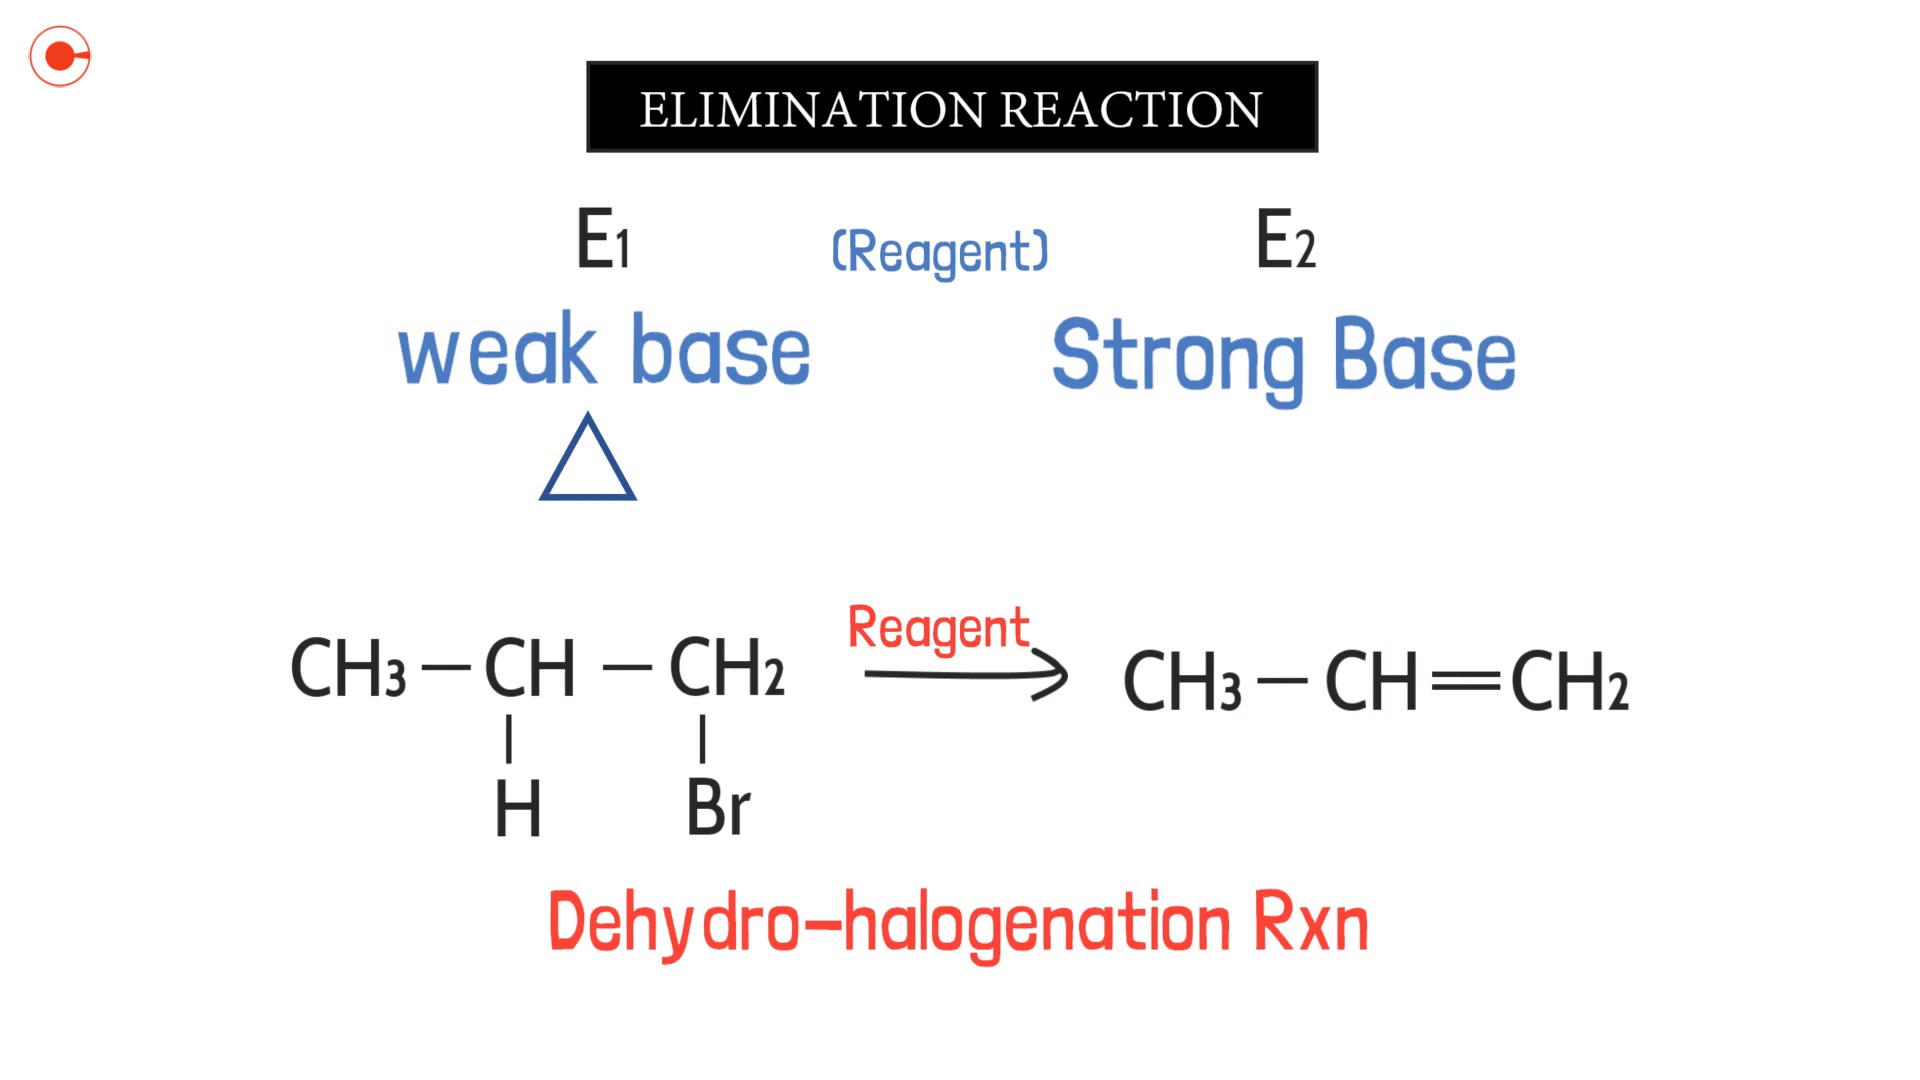 ELIMINATION REACTION
E1 (Reagent) E2
weak base Strong Base
Reagent
CH3 — CH — CH2 CH3 — CH = CH2
H Br
Dehydro-halogenation Rxn